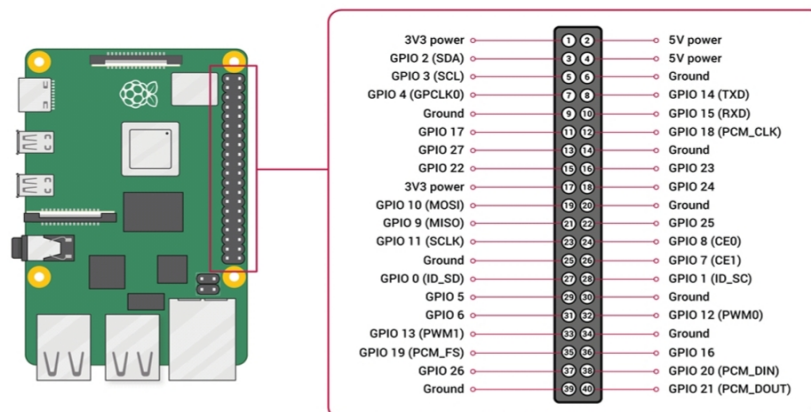 3V3 power 1 2 5V power
GPIO 2 (SDA) 3 4 5V power
GPIO 3 (SCL) 5 6 Ground
GPIO 4 (GPCLK0) 7 8 GPIO 14 (TXD)
Ground 9 10 GPIO 15 (RXD)
GPIO 17 11 12 GPIO 18 (PCM_CLK)
GPIO 27 13 14 Ground
GPIO 22 15 16 GPIO 23
3V3 power 17 18 GPIO 24
GPIO 10 (MOSI) 19 20 Ground
GPIO 9 (MISO) 21 22 GPIO 25
GPIO 11 (SCLK) 23 24 GPIO 8 (CE0)
Ground 25 26 GPIO 7 (CE1)
GPIO 0 (ID_SD) 27 28 GPIO 1 (ID_SC)
GPIO 5 29 30 Ground
GPIO 6 31 32 GPIO 12 (PWM0)
GPIO 13 (PWM1) 33 34 Ground
GPIO 19 (PCM_FS) 35 36 GPIO 16
GPIO 26 37 38 GPIO 20 (PCM_DIN)
Ground 39 40 GPIO 21 (PCM_DOUT)